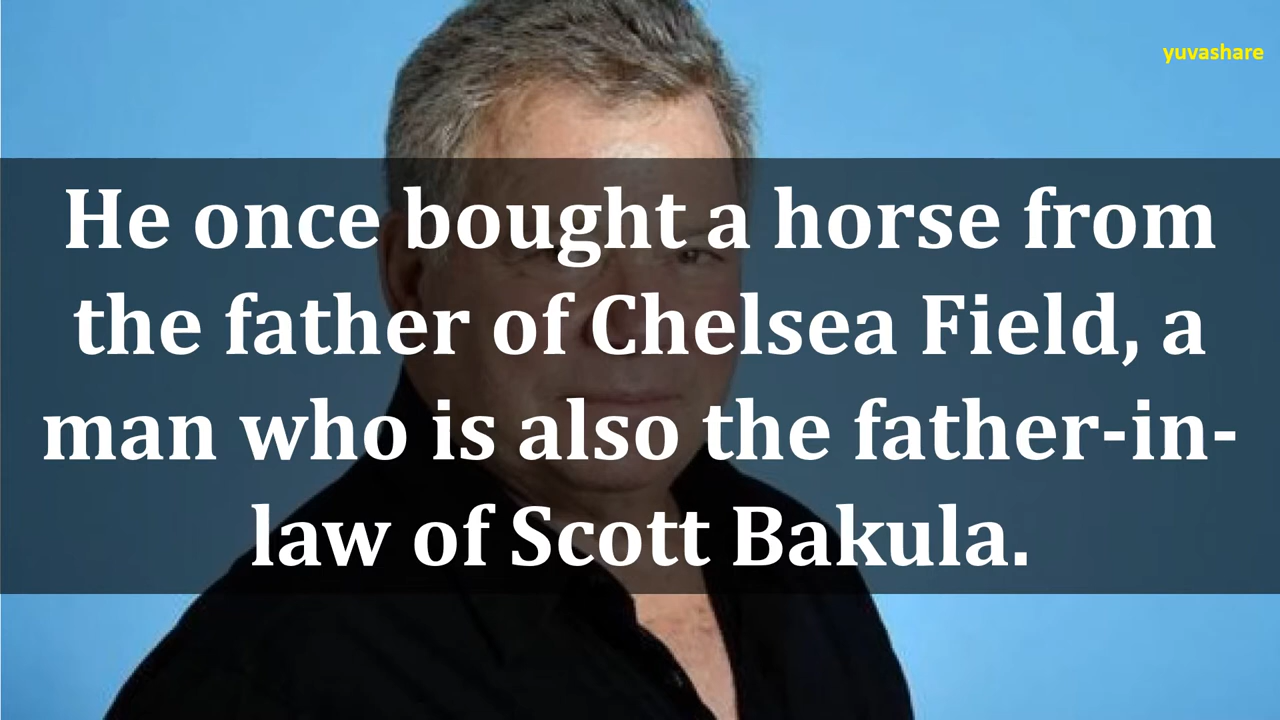 yuvashare
He once bought a horse from
the father of Chelsea Field, a
man who is also the father-in-
law of Scott Bakula.